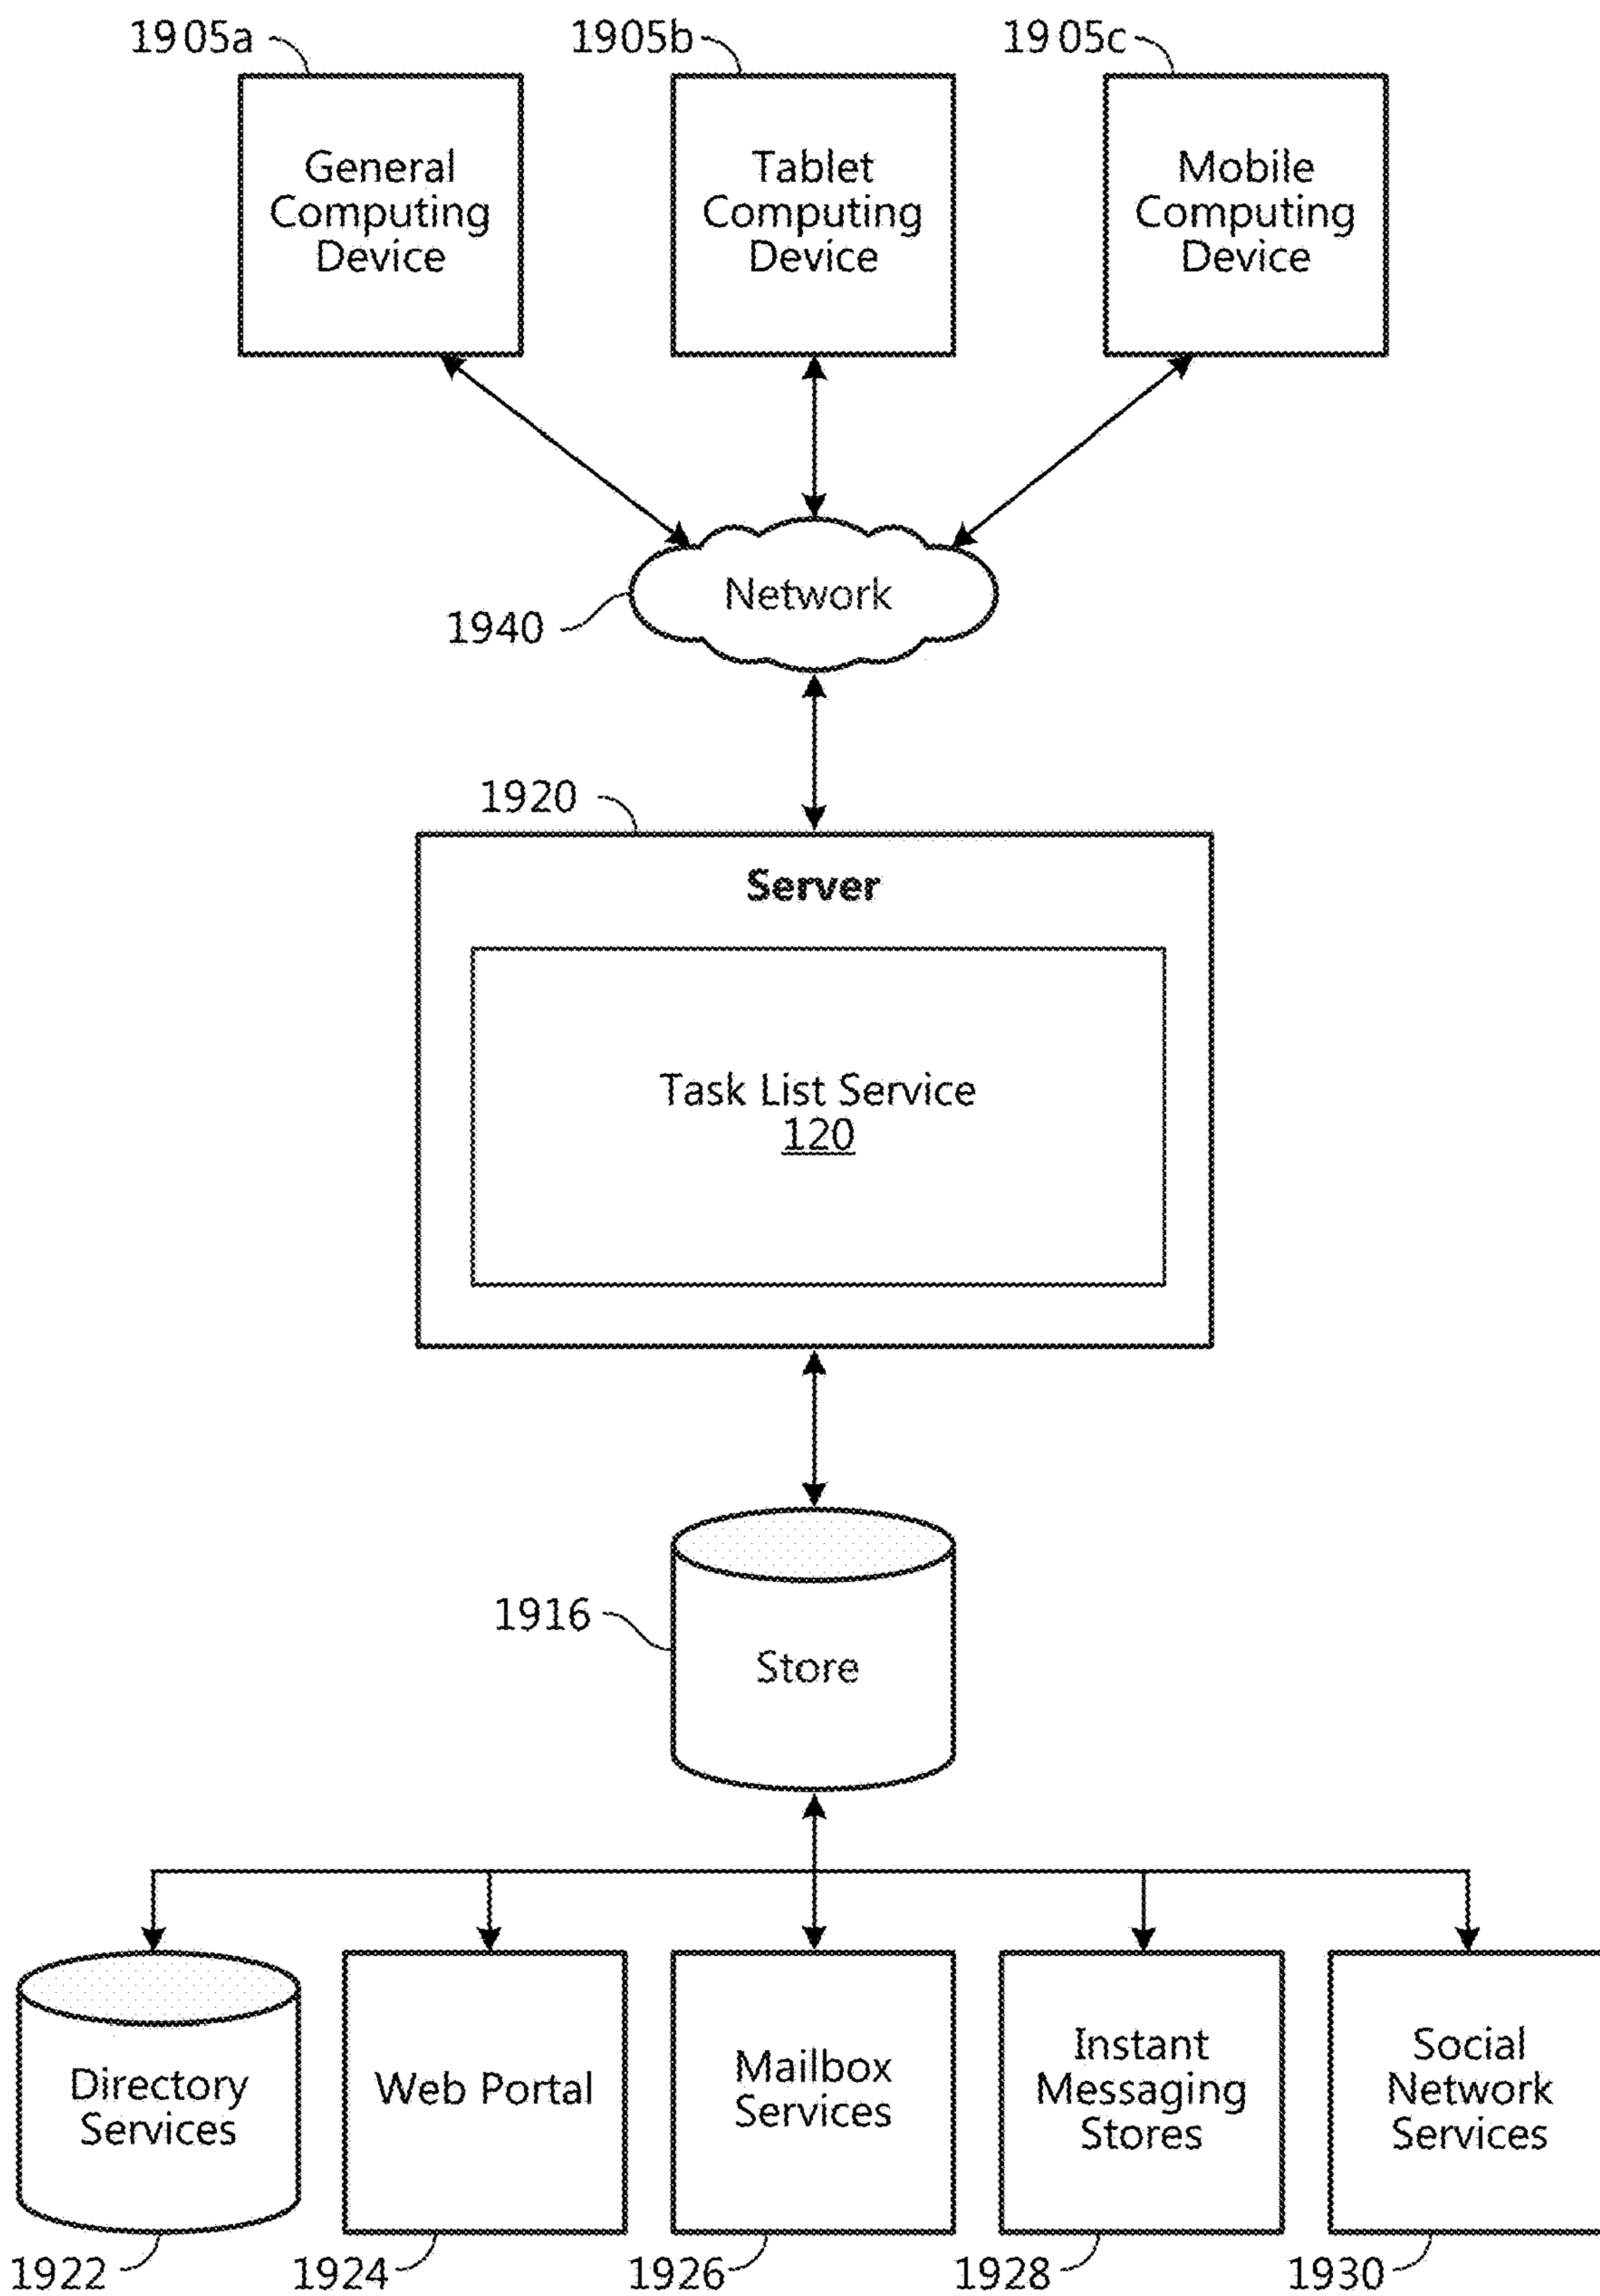 1905a
1905b
1905c
General
Computing
Device
Tablet
Computing
Device
Mobile
Computing
Device
Network
1940
1920
Server
Task List Service
120
1916
Store
Directory
Services
Web Portal
Mailbox
Services
Instant
Messaging
Stores
Social
Network
Services
1922
1924
1926
1928
1930